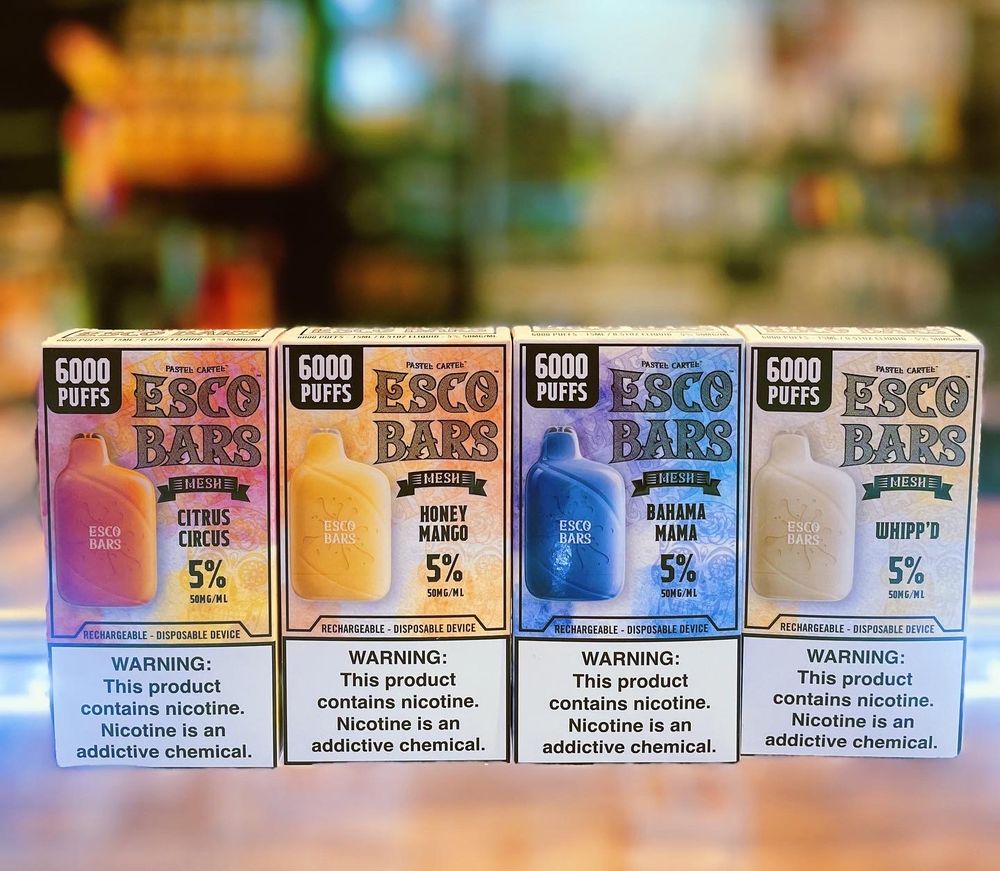 6000
PUFFS
PASTEL CARTEL
ESCO
BARS
MESH
ESCO
BARS
CITRUS
CIRCUS
5%
50MG/ML
RECHARGEABLE - DISPOSABLE DEVICE
WARNING:
This product
contains nicotine.
Nicotine is an
addictive chemical.
6000
PUFFS
PASTEL CARTEL
ESCO
BARS
MESH
ESCO
BARS
HONEY
MANGO
5%
50MG/ML
RECHARGEABLE - DISPOSABLE DEVICE
WARNING:
This product
contains nicotine.
Nicotine is an
addictive chemical.
6000
PUFFS
PASTEL CARTEL
ESCO
BARS
MESH
ESCO
BARS
BAHAMA
MAMA
5%
50MG/ML
RECHARGEABLE - DISPOSABLE DEVICE
WARNING:
This product
contains nicotine.
Nicotine is an
addictive chemical.
6000
PUFFS
PASTEL CARTEL
ESCO
BARS
MESH
ESCO
BARS
WHIPP'D
5%
50MG/ML
RECHARGEABLE - DISPOSABLE DEVICE
WARNING:
This product
contains nicotine.
Nicotine is an
addictive chemical.